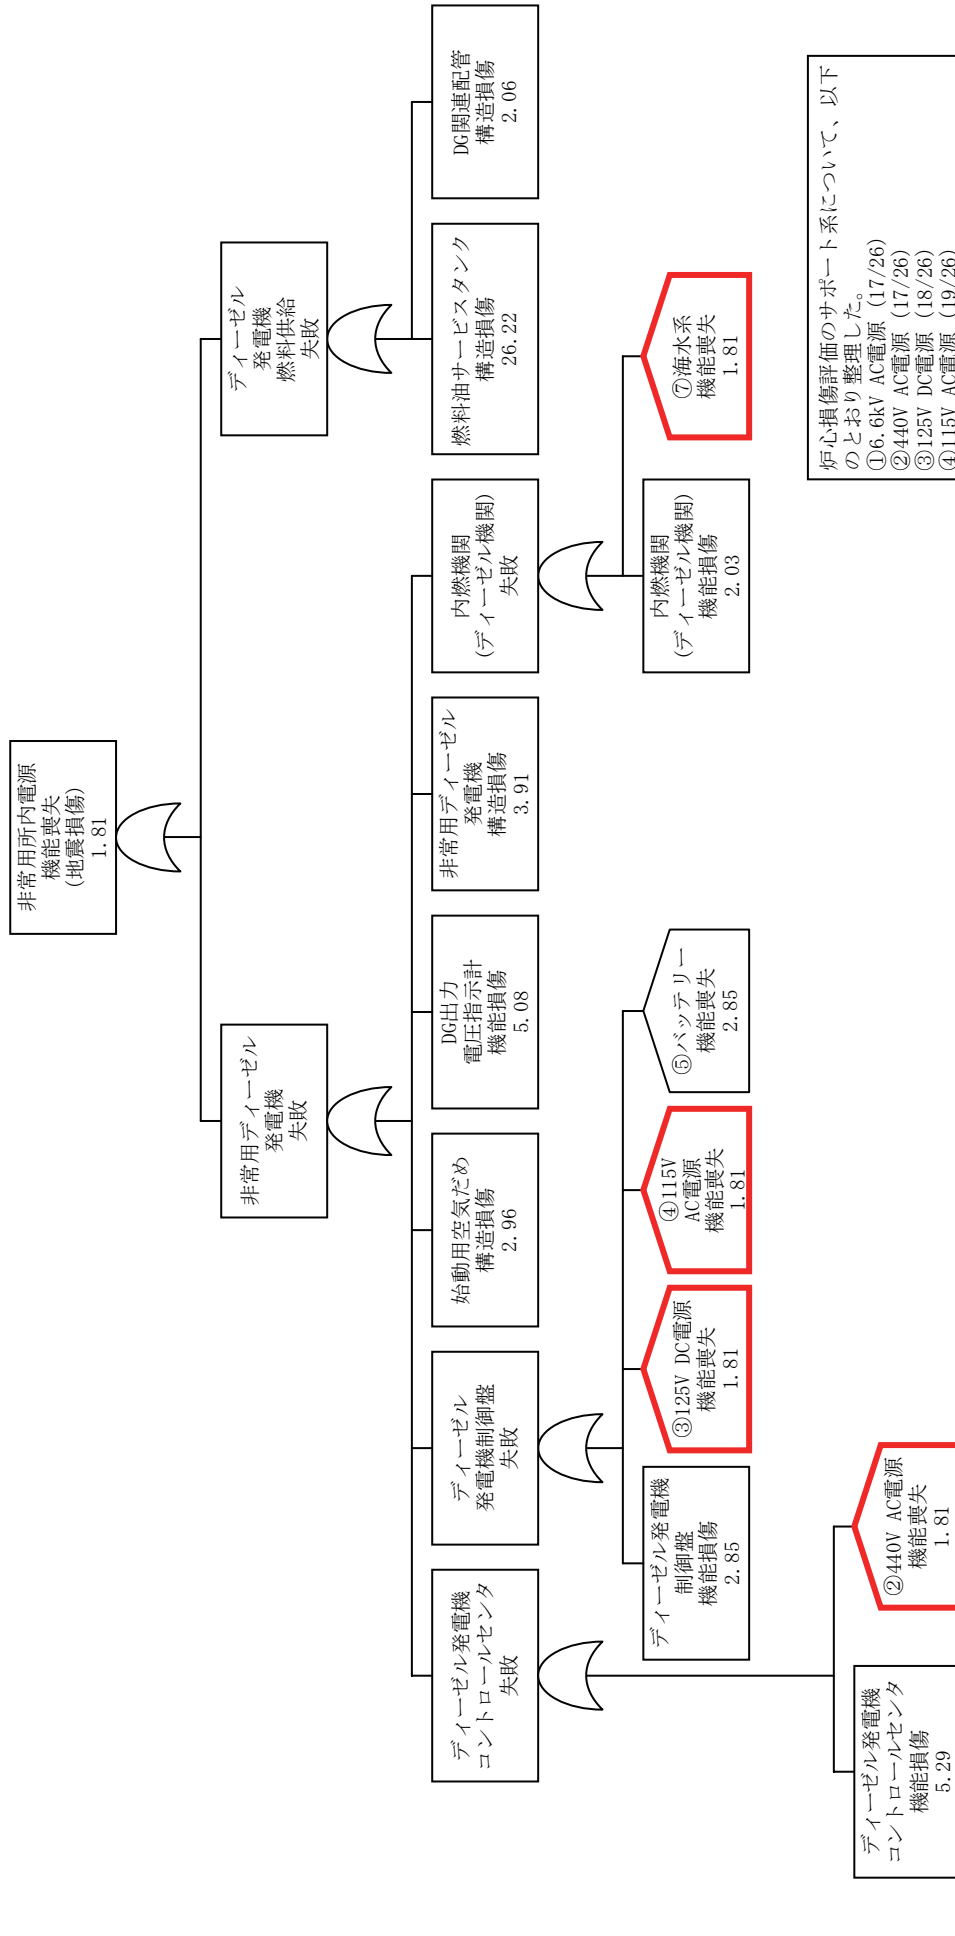 非常用所内電源
機能喪失
(地震損傷)
1.81
非常用ディーゼル
発電機
失敗
ディーゼル
発電機
燃料供給
失敗
ディーゼル発電機
コントロールセンタ
失敗
ディーゼル
発電機制御盤
失敗
始動用空気だめ
構造損傷
2.96
DG出力
電圧指示計
機能損傷
5.08
非常用ディーゼル
発電機
構造損傷
3.91
内燃機関
(ディーゼル機関)
失敗
燃料油サービスタンク
構造損傷
26.22
DG関連配管
構造損傷
2.06
ディーゼル発電機
制御盤
機能損傷
2.85
③125V DC電源
機能喪失
1.81
④115V
AC電源
機能喪失
1.81
⑤バッテリー
機能喪失
2.85
内燃機関
(ディーゼル機関)
機能損傷
2.03
⑦海水系
機能喪失
1.81
ディーゼル発電機
コントロールセンタ
機能損傷
5.29
②440V AC電源
機能喪失
1.81
炉心損傷評価のサポート系について、以下
のとおり整理した。
①6.6kV AC電源 (17/26)
②440V AC電源 (17/26)
③125V DC電源 (18/26)
④115V AC電源 (19/26)